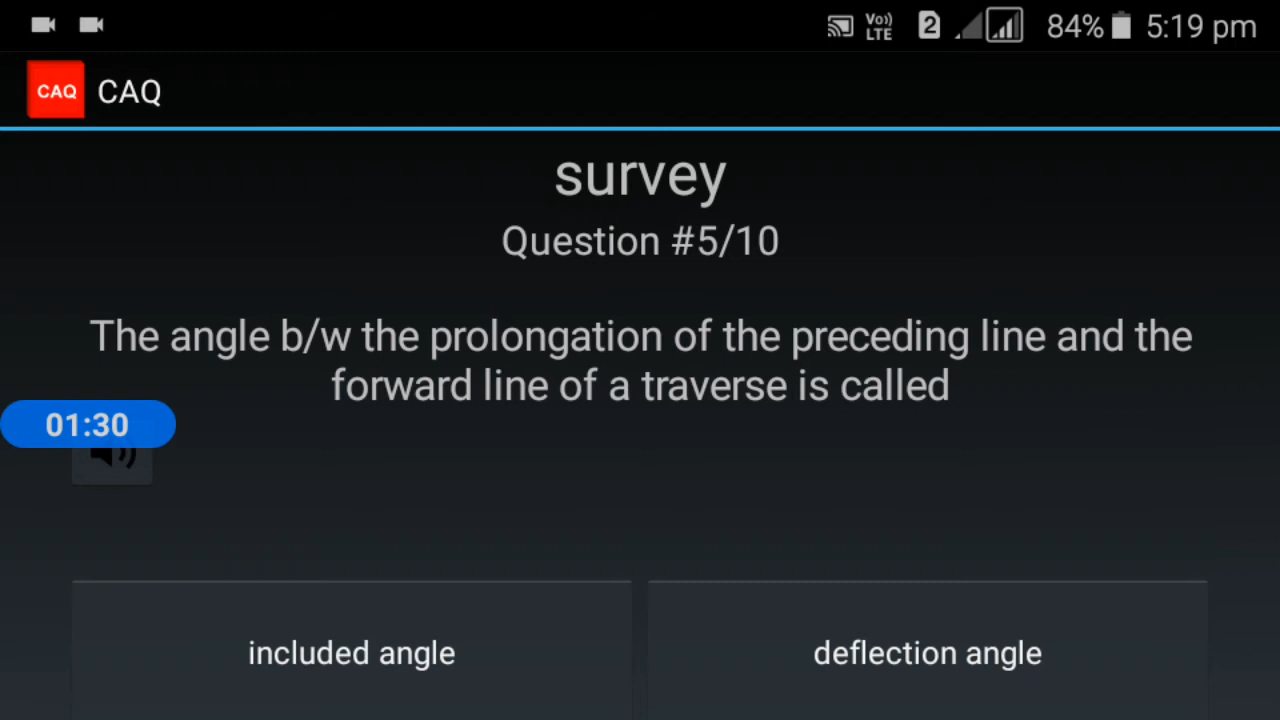 Vo)) LTE 2 84% 5:19 pm
CAQ CAQ
survey
Question #5/10
The angle b/w the prolongation of the preceding line and the
forward line of a traverse is called
01:30
included angle deflection angle